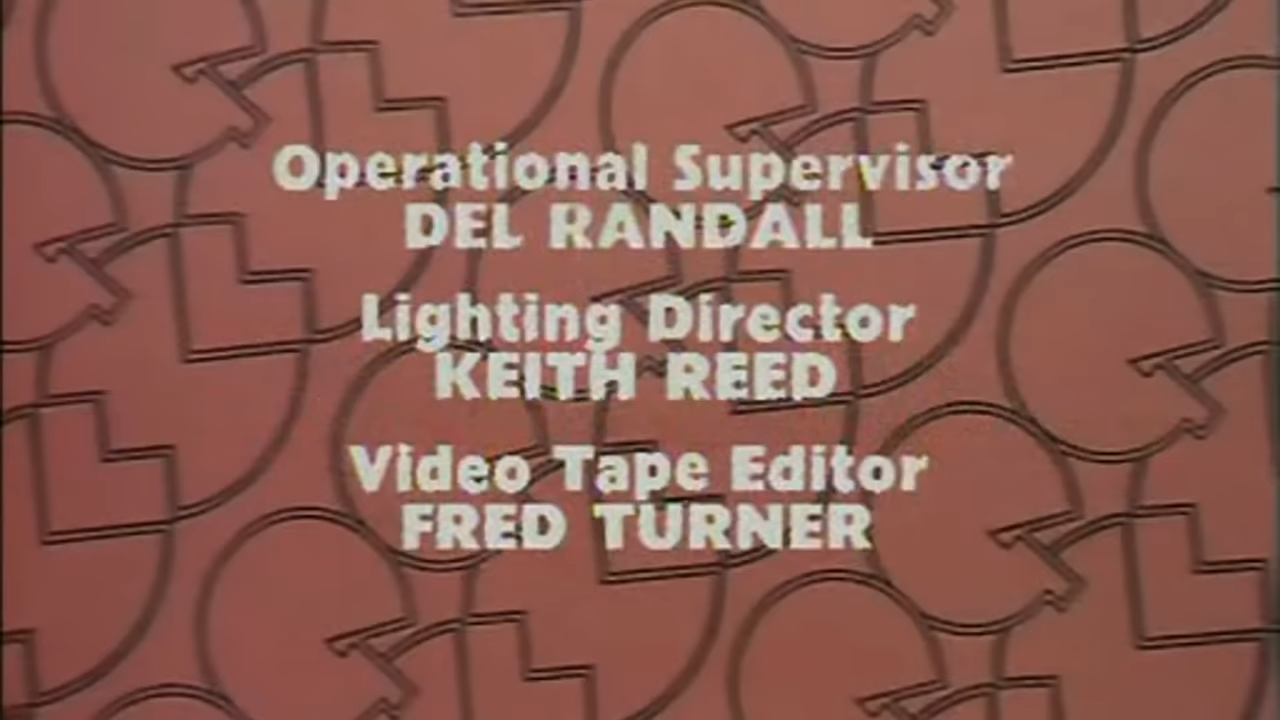 Operational Supervisor
DEL RANDALL
Lighting Director
KEITH REED
Video Tape Editor
FRED TURNER